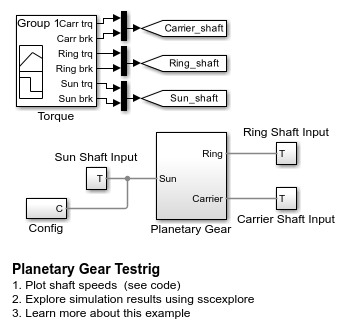 Group 1
Carr trq
Carr brk
Ring trq
Ring brk
Sun trq
Sun brk
Torque
Carrier_shaft
Ring_shaft
Sun_shaft
Ring Shaft Input
Sun Shaft Input
T
Ring
T
Sun
C
Carrier
T
Config
Planetary Gear
Carrier Shaft Input
Planetary Gear Testrig
1. Plot shaft speeds (see code)
2. Explore simulation results using sscexplore
3. Learn more about this example